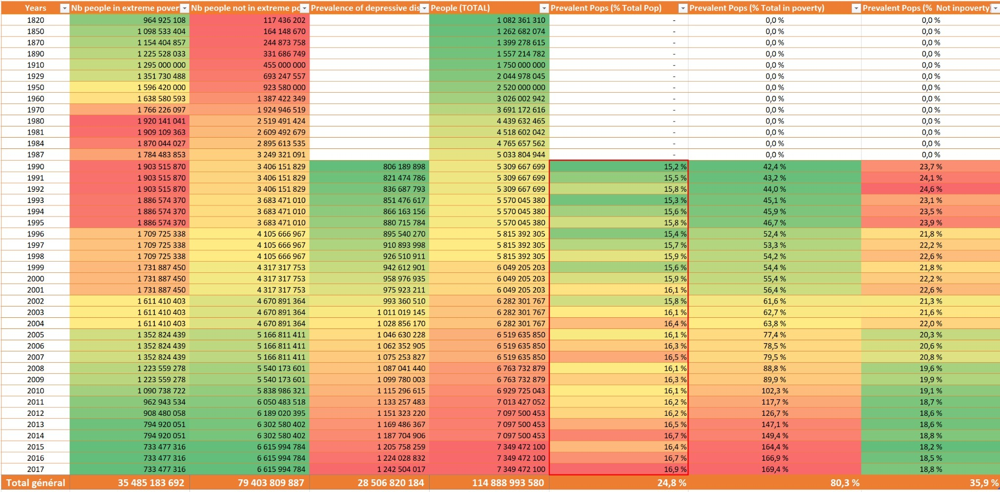 Years Nb people in extreme pover Nb people not in extreme po Prevalence of depressive dis People (TOTAL) Prevalent Pops (% Total Pop) Prevalent Pops (% Total in poverty) Prevalent Pops (% Not inpoverty)
1820 964 925 108 117 436 202 1 082 361 310 - 0,0 % 0,0 %
1850 1 098 533 404 164 148 670 1 262 682 074 - 0,0 % 0,0 %
1870 1 154 404 857 244 873 758 1 399 278 615 - 0,0 % 0,0 %
1890 1 225 528 033 331 686 749 1 557 214 782 - 0,0 % 0,0 %
1910 1 295 000 000 455 000 000 1 750 000 000 - 0,0 % 0,0 %
1929 1 351 730 488 693 247 557 2 044 978 045 - 0,0 % 0,0 %
1950 1 596 420 000 923 580 000 2 520 000 000 - 0,0 % 0,0 %
1960 1 638 580 593 1 387 422 349 3 026 002 942 - 0,0 % 0,0 %
1970 1 766 226 097 1 924 946 519 3 691 172 616 - 0,0 % 0,0 %
1980 1 920 141 041 2 519 491 424 4 439 632 465 - 0,0 % 0,0 %
1981 1 909 109 363 2 609 492 679 4 518 602 042 - 0,0 % 0,0 %
1984 1 870 044 027 2 895 613 535 4 765 657 562 - 0,0 % 0,0 %
1987 1 784 483 853 3 249 321 091 5 033 804 944 - 0,0 % 0,0 %
1990 1 903 515 870 3 406 151 829 806 189 898 5 309 667 699 15,2 % 42,4 % 23,7 %
1991 1 903 515 870 3 406 151 829 821 474 786 5 309 667 699 15,5 % 43,2 % 24,1 %
1992 1 903 515 870 3 406 151 829 836 687 793 5 309 667 699 15,8 % 44,0 % 24,6 %
1993 1 886 574 370 3 683 471 010 851 476 617 5 570 045 380 15,3 % 45,1 % 23,1 %
1994 1 886 574 370 3 683 471 010 866 163 156 5 570 045 380 15,6 % 45,9 % 23,5 %
1995 1 886 574 370 3 683 471 010 880 715 784 5 570 045 380 15,8 % 46,7 % 23,9 %
1996 1 709 725 338 4 105 666 967 895 540 270 5 815 392 305 15,4 % 52,4 % 21,8 %
1997 1 709 725 338 4 105 666 967 910 893 998 5 815 392 305 15,7 % 53,3 % 22,2 %
1998 1 709 725 338 4 105 666 967 926 510 911 5 815 392 305 15,9 % 54,2 % 22,6 %
1999 1 731 887 450 4 317 317 753 942 612 901 6 049 205 203 15,6 % 54,4 % 21,8 %
2000 1 731 887 450 4 317 317 753 958 976 935 6 049 205 203 15,9 % 55,4 % 22,2 %
2001 1 731 887 450 4 317 317 753 975 923 211 6 049 205 203 16,1 % 56,4 % 22,6 %
2002 1 611 410 403 4 670 891 364 993 360 510 6 282 301 767 15,8 % 61,6 % 21,3 %
2003 1 611 410 403 4 670 891 364 1 011 019 145 6 282 301 767 16,1 % 62,7 % 21,6 %
2004 1 611 410 403 4 670 891 364 1 028 856 170 6 282 301 767 16,4 % 63,8 % 22,0 %
2005 1 352 824 439 5 166 811 411 1 046 630 228 6 519 635 850 16,1 % 77,4 % 20,3 %
2006 1 352 824 439 5 166 811 411 1 062 352 905 6 519 635 850 16,3 % 78,5 % 20,6 %
2007 1 352 824 439 5 166 811 411 1 075 253 827 6 519 635 850 16,5 % 79,5 % 20,8 %
2008 1 223 559 278 5 540 173 601 1 087 041 440 6 763 732 879 16,1 % 88,8 % 19,6 %
2009 1 223 559 278 5 540 173 601 1 099 780 003 6 763 732 879 16,3 % 89,9 % 19,9 %
2010 1 090 738 722 5 838 986 321 1 115 296 615 6 929 725 043 16,1 % 102,3 % 19,1 %
2011 962 943 534 6 050 483 518 1 133 257 483 7 013 427 052 16,2 % 117,7 % 18,7 %
2012 908 480 058 6 189 020 395 1 151 323 220 7 097 500 453 16,2 % 126,7 % 18,6 %
2013 794 920 051 6 302 580 402 1 169 486 367 7 097 500 453 16,5 % 147,1 % 18,6 %
2014 794 920 051 6 302 580 402 1 187 704 906 7 097 500 453 16,7 % 149,4 % 18,8 %
2015 733 477 316 6 615 994 784 1 205 758 259 7 349 472 100 16,4 % 164,4 % 18,2 %
2016 733 477 316 6 615 994 784 1 224 028 832 7 349 472 100 16,7 % 166,9 % 18,5 %
2017 733 477 316 6 615 994 784 1 242 504 017 7 349 472 100 16,9 % 169,4 % 18,8 %
Total général 35 485 183 692 79 403 809 887 28 506 820 184 114 888 993 580 24,8 % 80,3 % 35,9 %